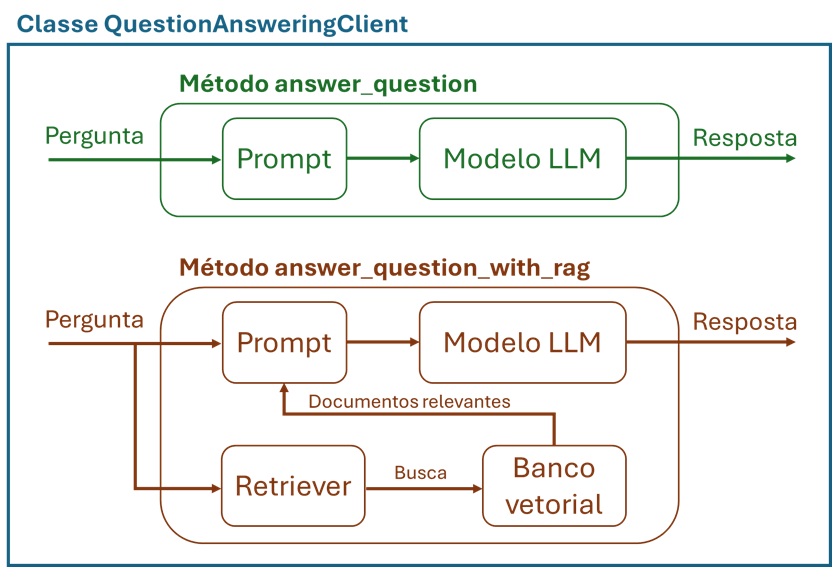 Classe QuestionAnsweringClient
Método answer_question
Pergunta
Prompt
Modelo LLM
Resposta
Método answer_question_with_rag
Pergunta
Prompt
Modelo LLM
Resposta
Documentos relevantes
Retriever
Busca
Banco
vetorial